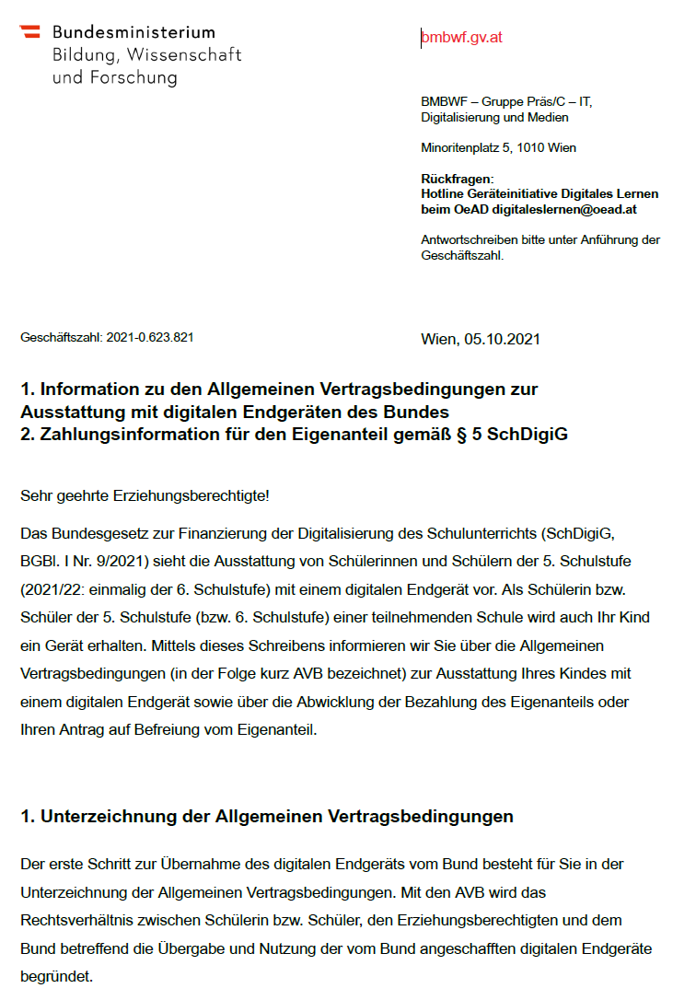 Bundesministerium
Bildung, Wissenschaft
und Forschung
bmbwf.gv.at
BMBWF – Gruppe Präs/C – IT,
Digitalisierung und Medien
Minoritenplatz 5, 1010 Wien
Rückfragen:
Hotline Geräteinitiative Digitales Lernen
beim OeAD digitaleslernen@oead.at
Antwortschreiben bitte unter Anführung der
Geschäftszahl.
Geschäftszahl: 2021-0.623.821
Wien, 05.10.2021
1. Information zu den Allgemeinen Vertragsbedingungen zur
Ausstattung mit digitalen Endgeräten des Bundes
2. Zahlungsinformation für den Eigenanteil gemäß § 5 SchDigiG
Sehr geehrte Erziehungsberechtigte!
Das Bundesgesetz zur Finanzierung der Digitalisierung des Schulunterrichts (SchDigiG,
BGBl. I Nr. 9/2021) sieht die Ausstattung von Schülerinnen und Schülern der 5. Schulstufe
(2021/22: einmalig der 6. Schulstufe) mit einem digitalen Endgerät vor. Als Schülerin bzw.
Schüler der 5. Schulstufe (bzw. 6. Schulstufe) einer teilnehmenden Schule wird auch Ihr Kind
ein Gerät erhalten. Mittels dieses Schreibens informieren wir Sie über die Allgemeinen
Vertragsbedingungen (in der Folge kurz AVB bezeichnet) zur Ausstattung Ihres Kindes mit
einem digitalen Endgerät sowie über die Abwicklung der Bezahlung des Eigenanteils oder
Ihren Antrag auf Befreiung vom Eigenanteil.
1. Unterzeichnung der Allgemeinen Vertragsbedingungen
Der erste Schritt zur Übernahme des digitalen Endgeräts vom Bund besteht für Sie in der
Unterzeichnung der Allgemeinen Vertragsbedingungen. Mit den AVB wird das
Rechtsverhältnis zwischen Schülerin bzw. Schüler, den Erziehungsberechtigten und dem
Bund betreffend die Übergabe und Nutzung der vom Bund angeschafften digitalen Endgeräte
begründet.